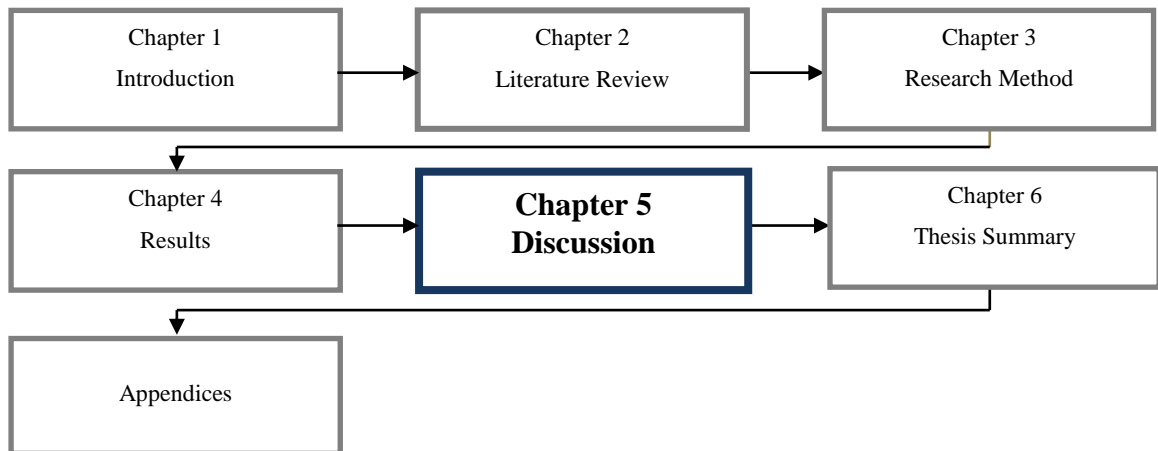 Chapter 1
Introduction
Chapter 2
Literature Review
Chapter 3
Research Method
Chapter 4
Results
Chapter 5
Discussion
Chapter 6
Thesis Summary
Appendices